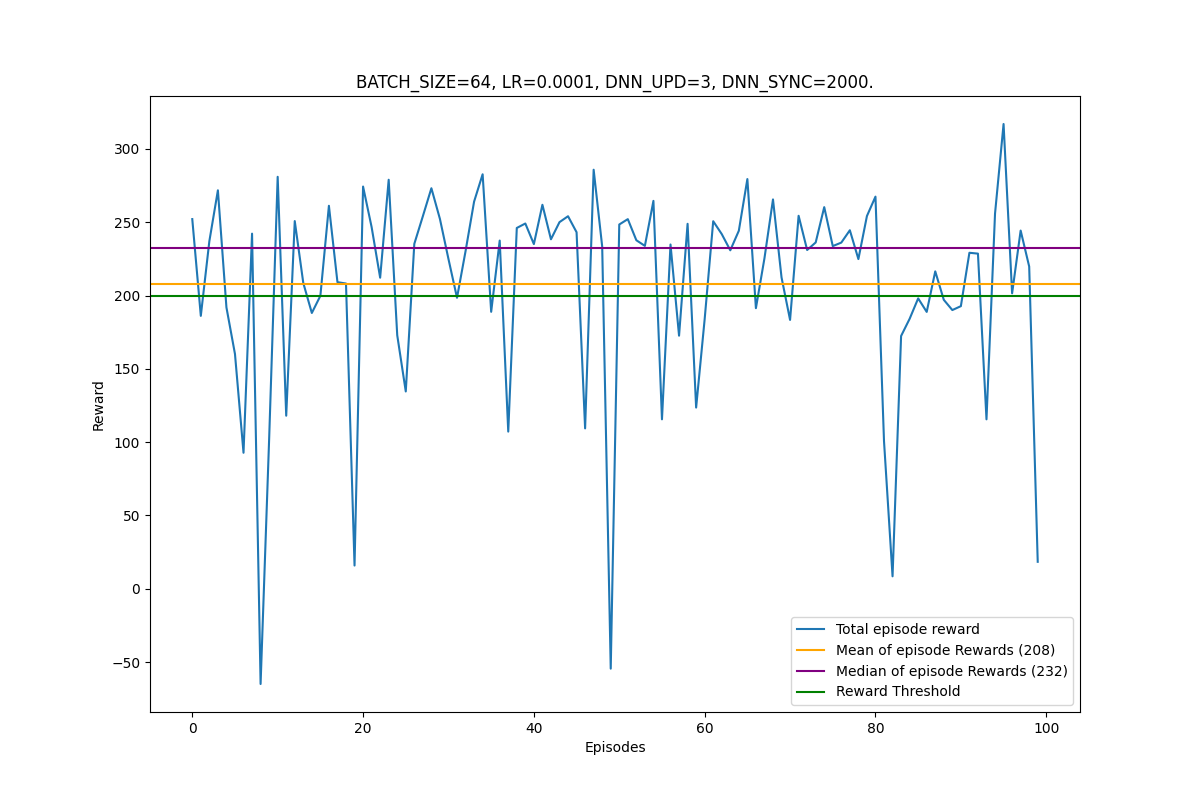 BATCH_SIZE=64, LR=0.0001, DNN_UPD=3, DNN_SYNC=2000.
300
250
200
150
100
50
0
−50
Reward
Total episode reward
Mean of episode Rewards (208)
Median of episode Rewards (232)
Reward Threshold
0
20
40
60
80
100
Episodes